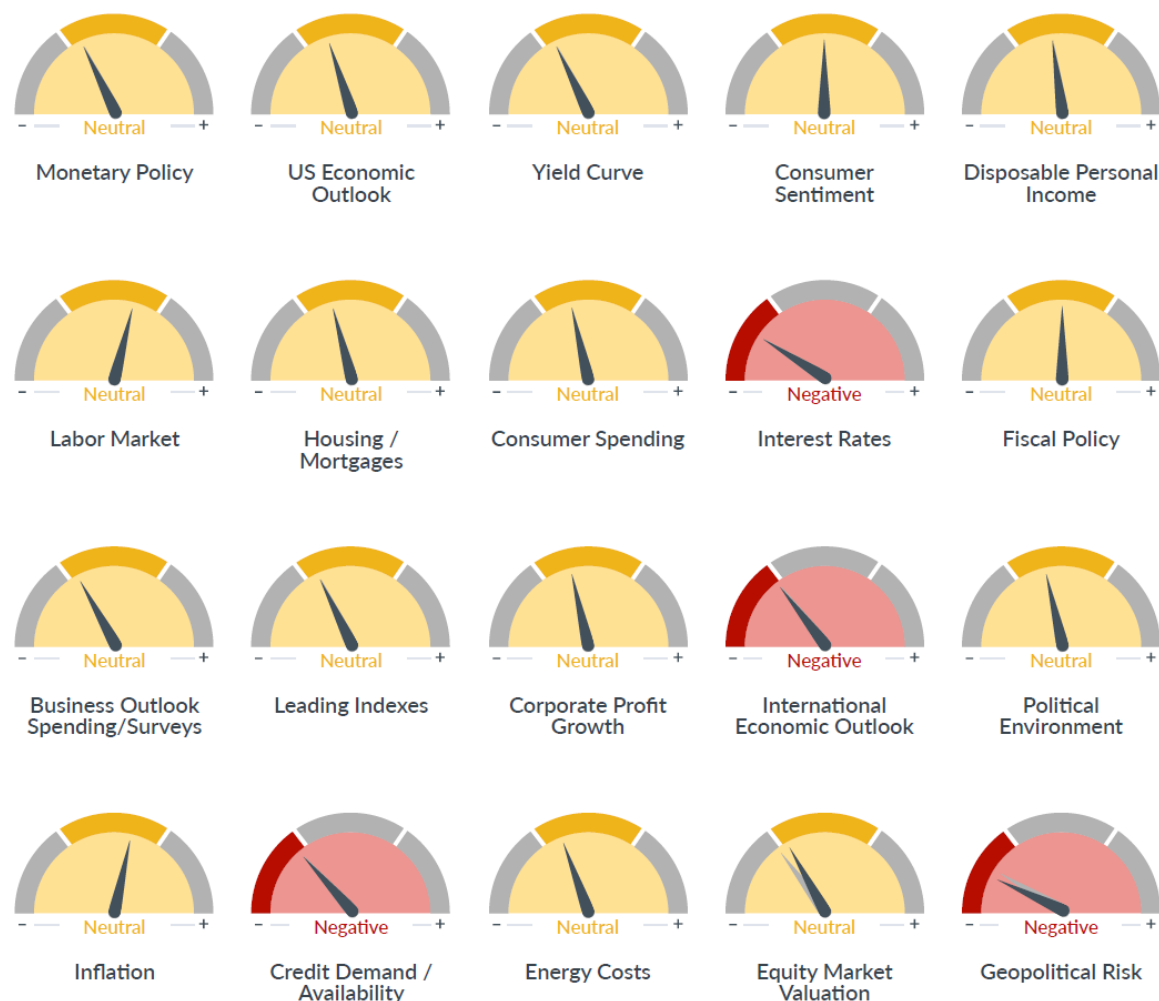 - Neutral + - Neutral + - Neutral + - Neutral + - Neutral +
Monetary Policy
US Economic
Outlook
Yield Curve
Consumer
Sentiment
Disposable Personal
Income
- Neutral + - Neutral + - Neutral + - Negative + - Neutral +
Labor Market
Housing /
Mortgages
Consumer Spending
Interest Rates
Fiscal Policy
- Neutral + - Neutral + - Neutral + - Negative + - Neutral +
Business Outlook
Spending/Surveys
Leading Indexes
Corporate Profit
Growth
International
Economic Outlook
Political
Environment
- Neutral + - Negative + - Neutral + - Neutral + - Negative +
Inflation
Credit Demand /
Availability
Energy Costs
Equity Market
Valuation
Geopolitical Risk